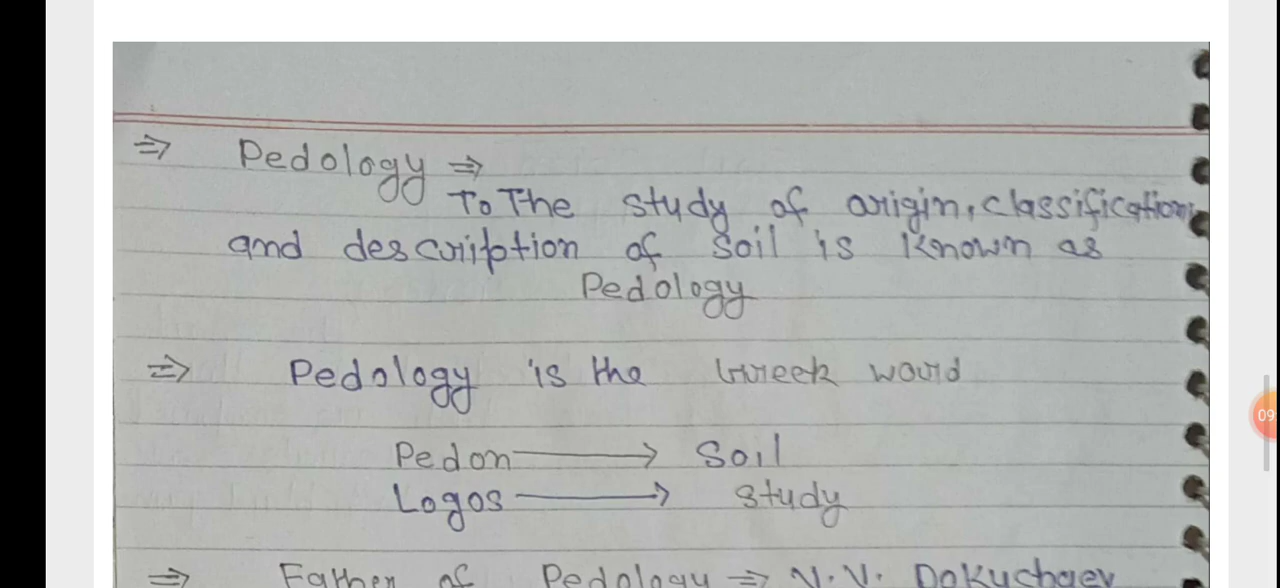 ⇒ Pedology ⇒
To The study of origin, classification
and description of soil is known as
Pedology
⇒ Pedology is the Greek word
Pedon → Soil
Logos → study
⇒ Father of Pedology ⇒ V.V. Dokuchaev
09